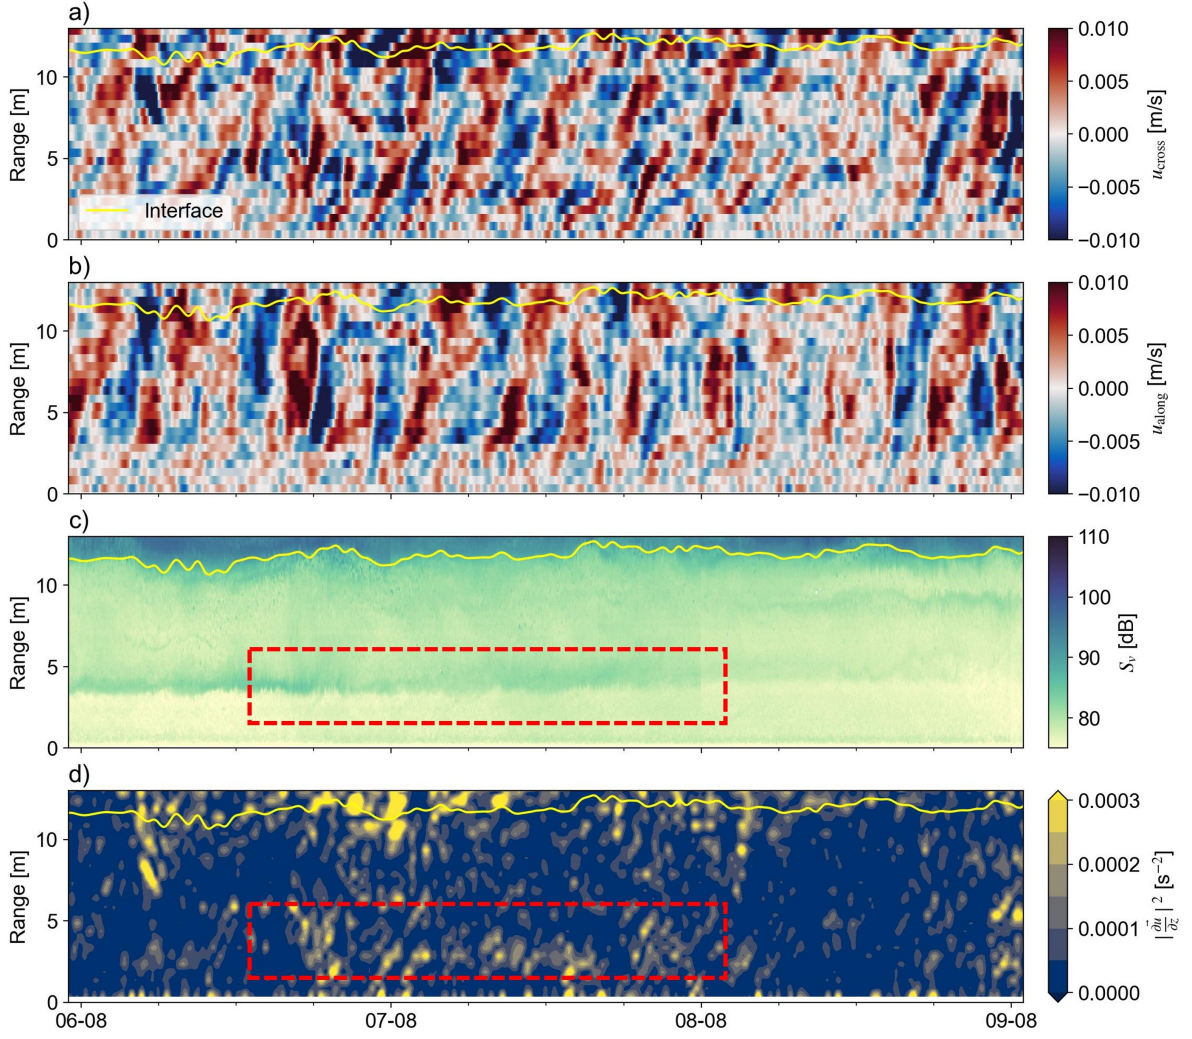 a)
Range [m]
10
5
0
Interface
0.010
0.005
0.000
−0.005
−0.010
u_cross [m/s]
b)
Range [m]
10
5
0
0.010
0.005
0.000
−0.005
−0.010
u_along [m/s]
c)
Range [m]
10
5
0
110
100
90
80
S_v [dB]
d)
Range [m]
10
5
0
0.0003
0.0002
0.0001
0.0000
|∂u⃗/∂z|² [s⁻²]
06-08 07-08 08-08 09-08